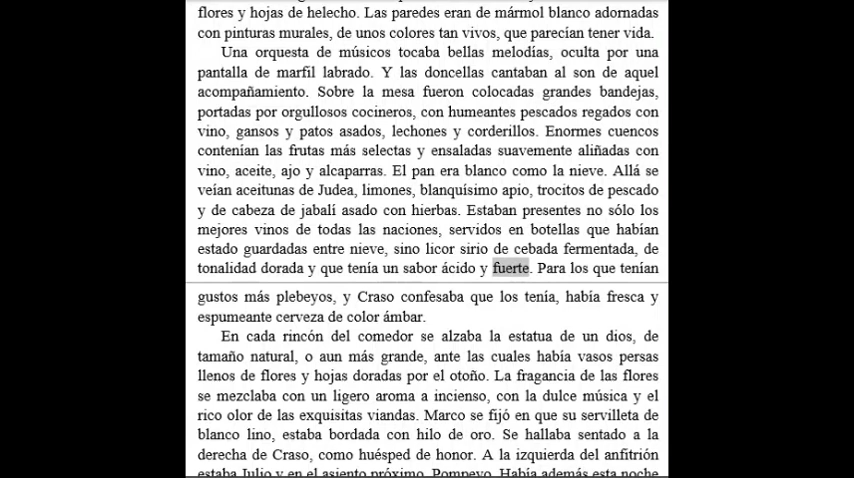 flores y hojas de helecho. Las paredes eran de mármol blanco adornadas
con pinturas murales, de unos colores tan vivos, que parecían tener vida.
Una orquesta de músicos tocaba bellas melodías, oculta por una
pantalla de marfil labrado. Y las doncellas cantaban al son de aquel
acompañamiento. Sobre la mesa fueron colocadas grandes bandejas,
portadas por orgullosos cocineros, con humeantes pescados regados con
vino, gansos y patos asados, lechones y corderillos. Enormes cuencos
contenían las frutas más selectas y ensaladas suavemente aliñadas con
vino, aceite, ajo y alcaparras. El pan era blanco como la nieve. Allá se
veían aceitunas de Judea, limones, blanquísimo apio, trocitos de pescado
y de cabeza de jabalí asado con hierbas. Estaban presentes no sólo los
mejores vinos de todas las naciones, servidos en botellas que habían
estado guardadas entre nieve, sino licor sirio de cebada fermentada, de
tonalidad dorada y que tenía un sabor ácido y fuerte. Para los que tenían
gustos más plebeyos, y Craso confesaba que los tenía, había fresca y
espumeante cerveza de color ámbar.
En cada rincón del comedor se alzaba la estatua de un dios, de
tamaño natural, o aun más grande, ante las cuales había vasos persas
llenos de flores y hojas doradas por el otoño. La fragancia de las flores
se mezclaba con un ligero aroma a incienso, con la dulce música y el
rico olor de las exquisitas viandas. Marco se fijó en que su servilleta de
blanco lino, estaba bordada con hilo de oro. Se hallaba sentado a la
derecha de Craso, como huésped de honor. A la izquierda del anfitrión
estaba Julio y en el asiento próximo, Pompeyo. Había además esta noche